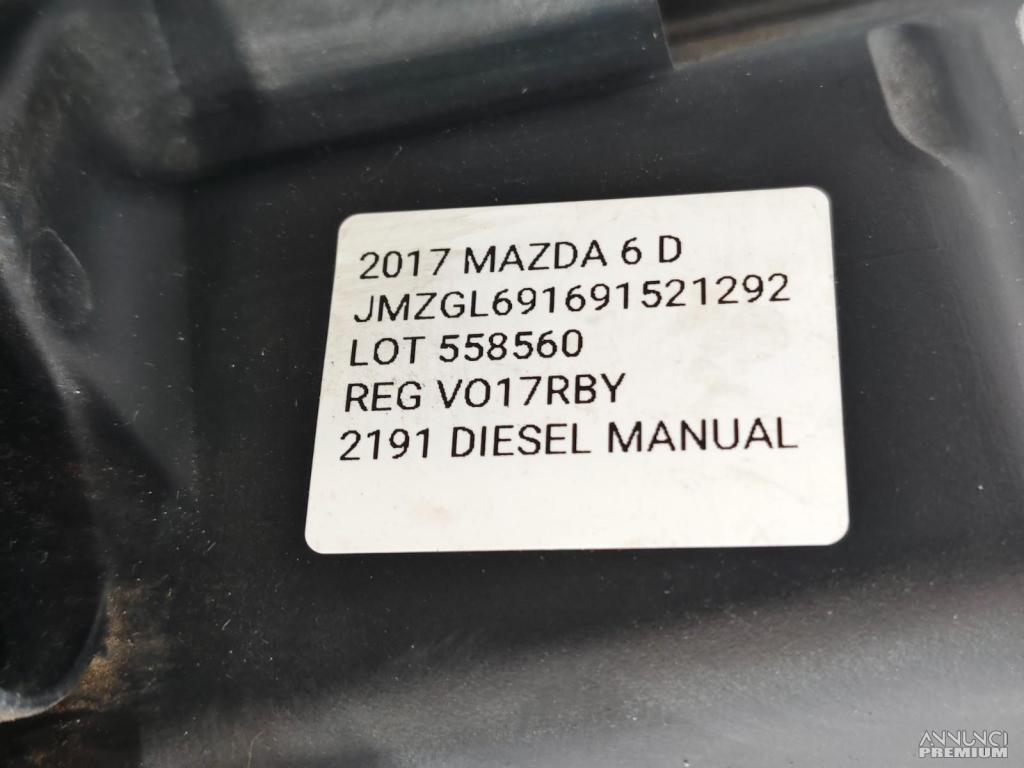 2017 MAZDA 6 D
JMZGL691691521292
LOT 558560
REG VO17RBY
2191 DIESEL MANUAL
ANNUNCI
PREMIUM